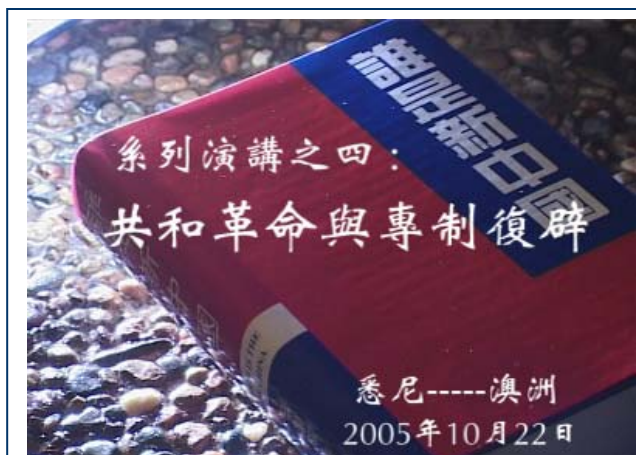 誰是新中國
系列演講之四：
共和革命與專制復辟
悉尼-----澳洲
2005年10月22日